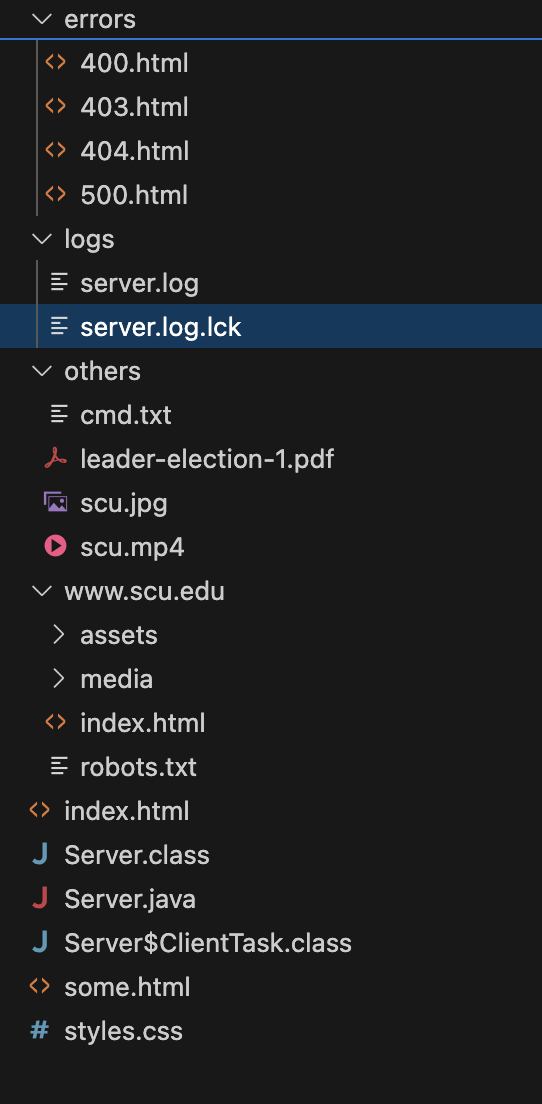 errors
400.html
403.html
404.html
500.html
logs
server.log
server.log.lck
others
cmd.txt
leader-election-1.pdf
scu.jpg
scu.mp4
www.scu.edu
assets
media
index.html
robots.txt
index.html
J Server.class
J Server.java
J Server$ClientTask.class
some.html
# styles.css